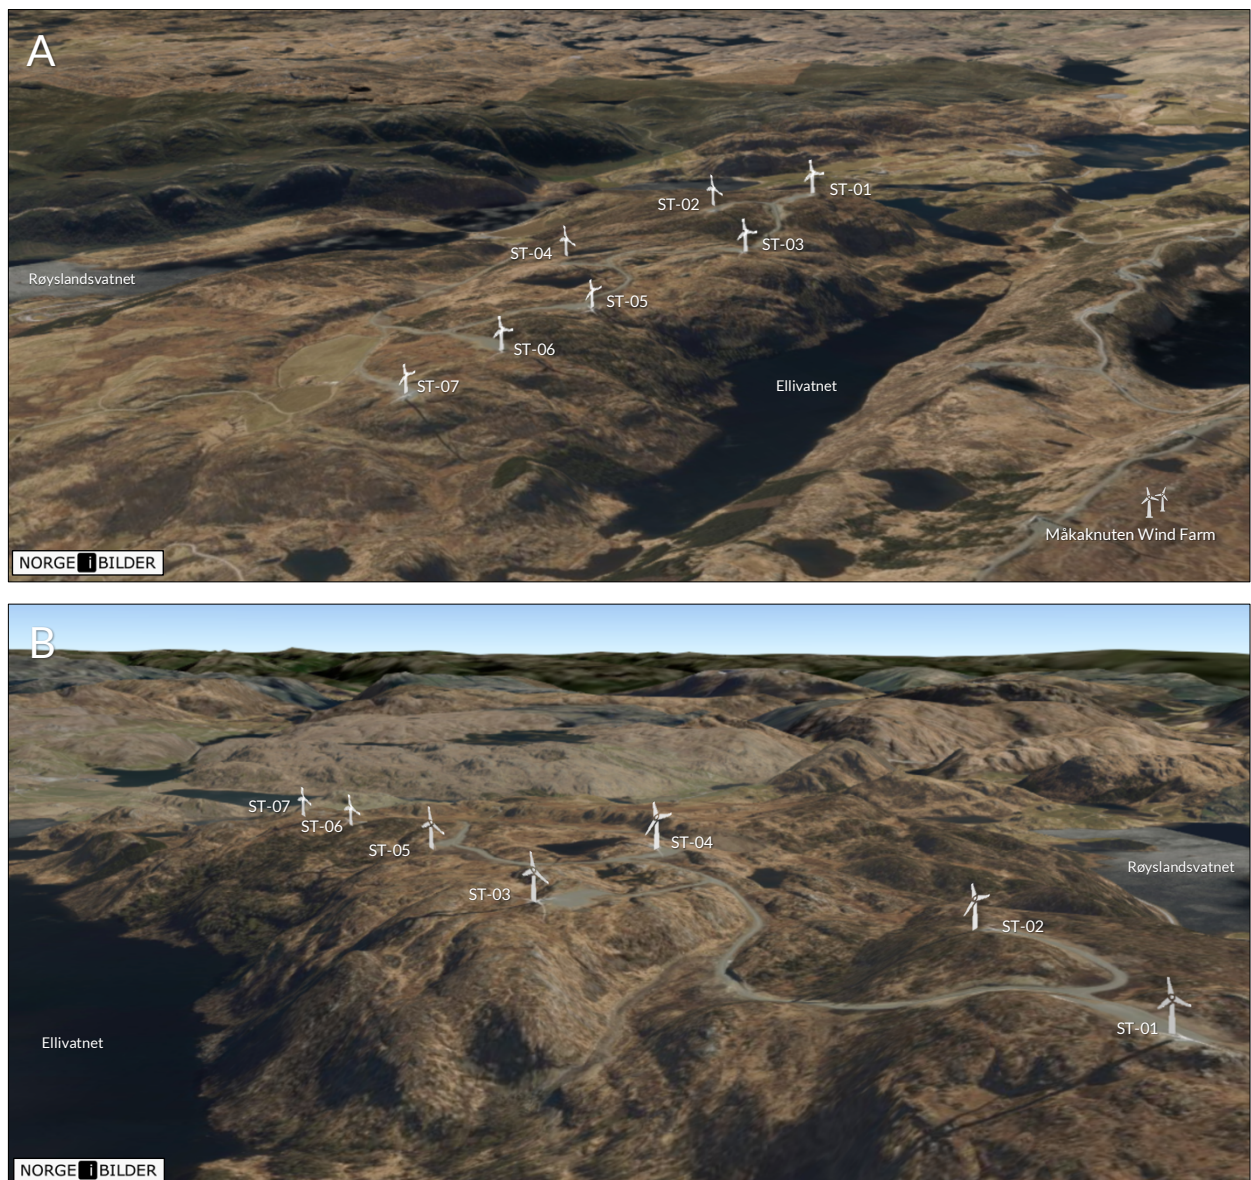 A
ST-01
ST-02
ST-03
ST-04
Røyslandsvatnet
ST-05
ST-06
ST-07
Ellivatnet
Måkaknuten Wind Farm
NORGE i BILDER
B
ST-07
ST-06
ST-05
ST-04
ST-03
Røyslandsvatnet
ST-02
ST-01
Ellivatnet
NORGE i BILDER